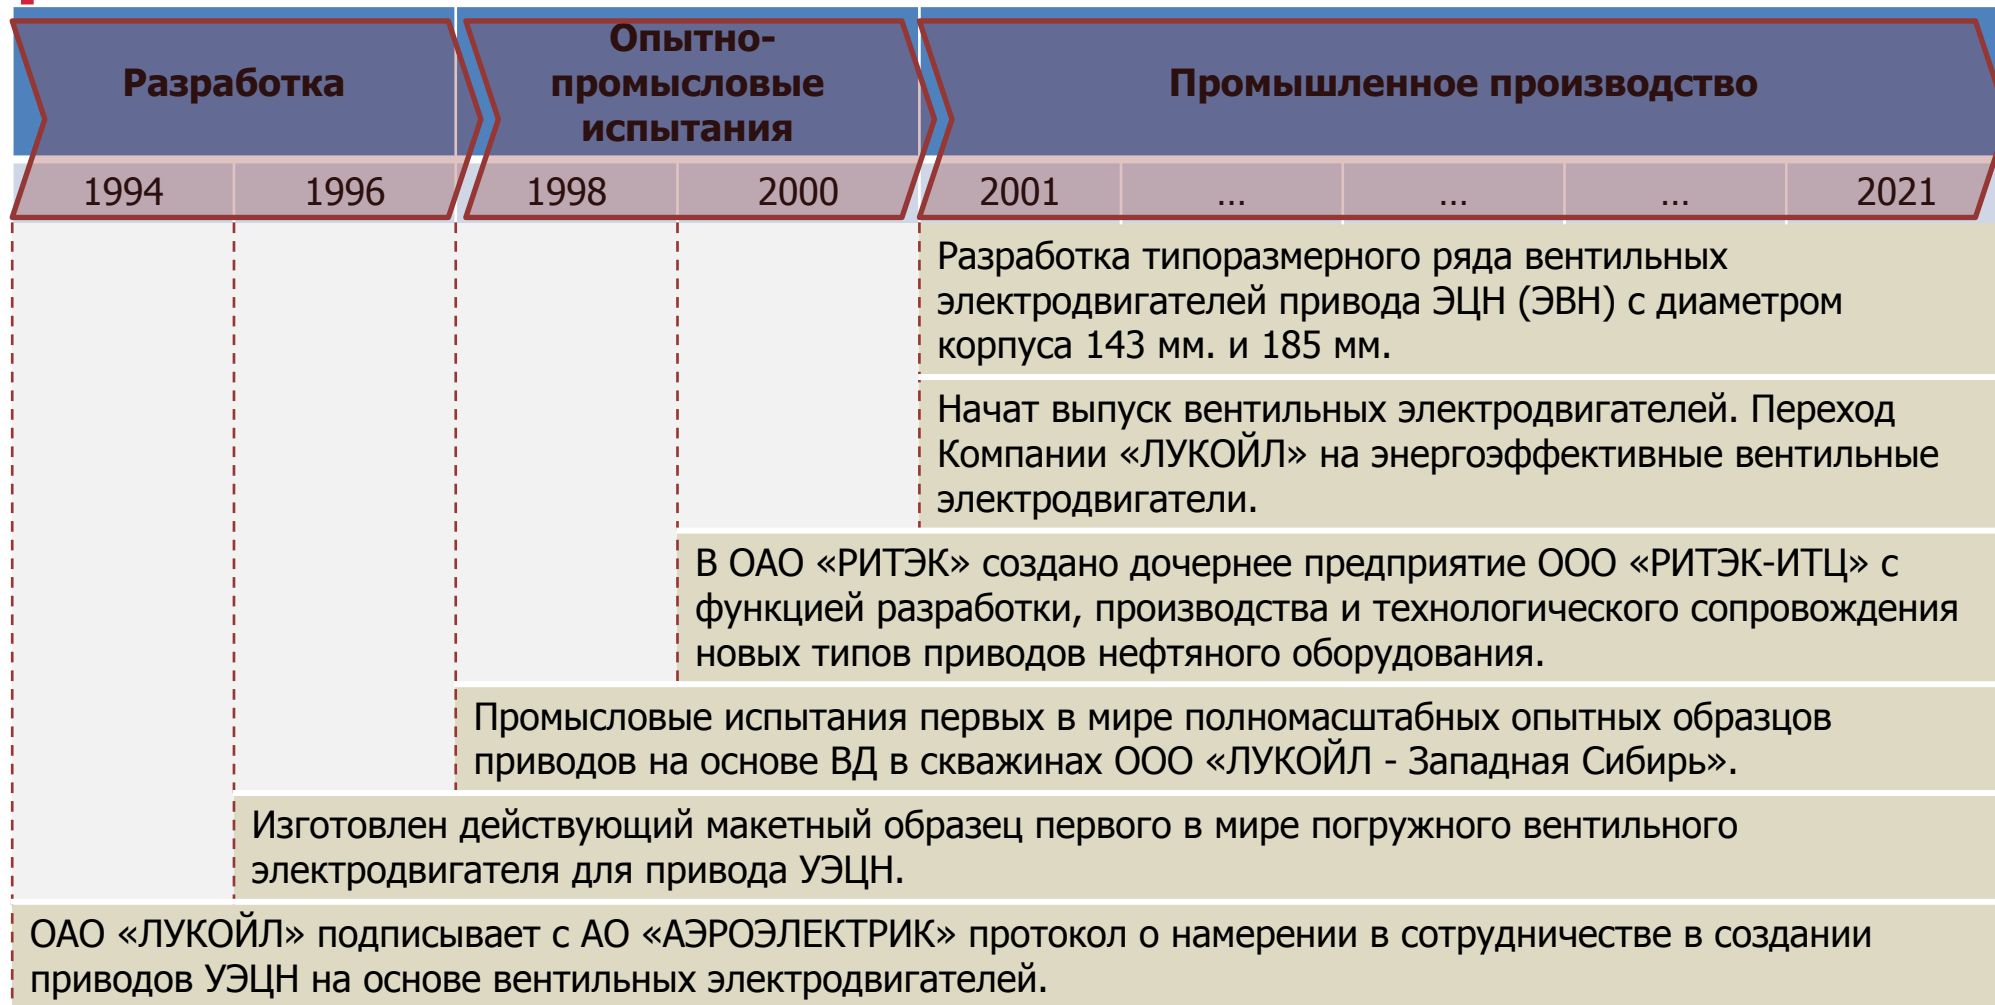 Разработка
Опытно-
промысловые
испытания
Промышленное производство
1994 1996 1998 2000 2001 ... ... ... 2021
Разработка типоразмерного ряда вентильных
электродвигателей привода ЭЦН (ЭВН) с диаметром
корпуса 143 мм. и 185 мм.
Начат выпуск вентильных электродвигателей. Переход
Компании «ЛУКОЙЛ» на энергоэффективные вентильные
электродвигатели.
В ОАО «РИТЭК» создано дочернее предприятие ООО «РИТЭК-ИТЦ» с
функцией разработки, производства и технологического сопровождения
новых типов приводов нефтяного оборудования.
Промысловые испытания первых в мире полномасштабных опытных образцов
приводов на основе ВД в скважинах ООО «ЛУКОЙЛ - Западная Сибирь».
Изготовлен действующий макетный образец первого в мире погружного вентильного
электродвигателя для привода УЭЦН.
ОАО «ЛУКОЙЛ» подписывает с АО «АЭРОЭЛЕКТРИК» протокол о намерении в сотрудничестве в создании
приводов УЭЦН на основе вентильных электродвигателей.